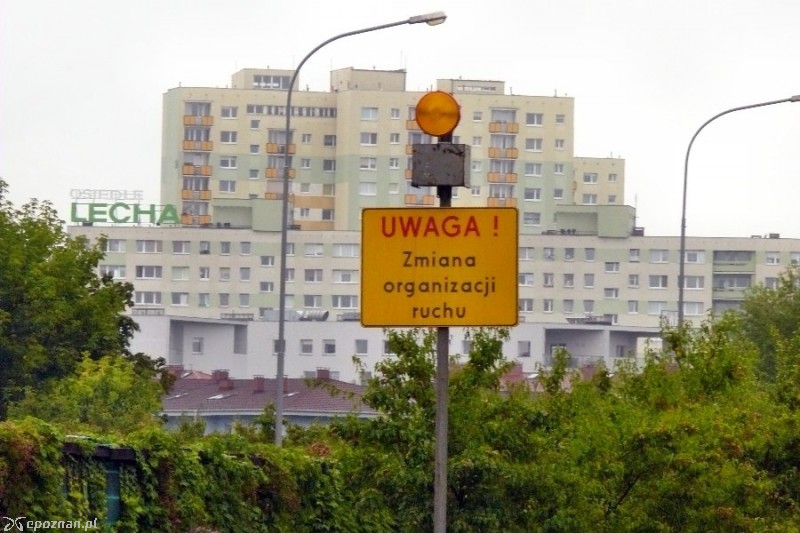 OSIEDLE
LECHA
UWAGA !
Zmiana
organizacji
ruchu
epoznan.pl